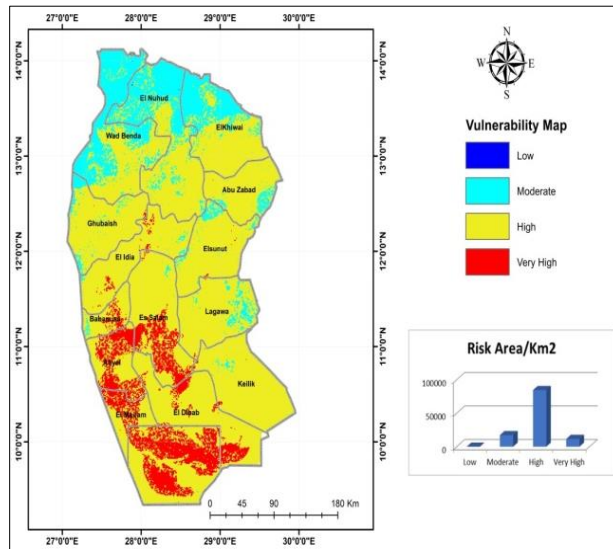 27°0'0"E 28°0'0"E 29°0'0"E 30°0'0"E
14°0'0"N
13°0'0"N
12°0'0"N
11°0'0"N
10°0'0"N
El Nuhud
Wad Benda
ElKhiwai
Abu Zabad
Ghubaish
El Idia
Elsunut
Babanusa
Es Salam
Lagawa
Abyei
Keilik
El Meiram
El Dibab
0 45 90 180 Km
27°0'0"E 28°0'0"E 29°0'0"E 30°0'0"E
14°0'0"N
13°0'0"N
12°0'0"N
11°0'0"N
10°0'0"N
N
W E
S
Vulnerability Map
Low
Moderate
High
Very High
Risk Area/Km2
100000
50000
0
Low Moderate High Very High